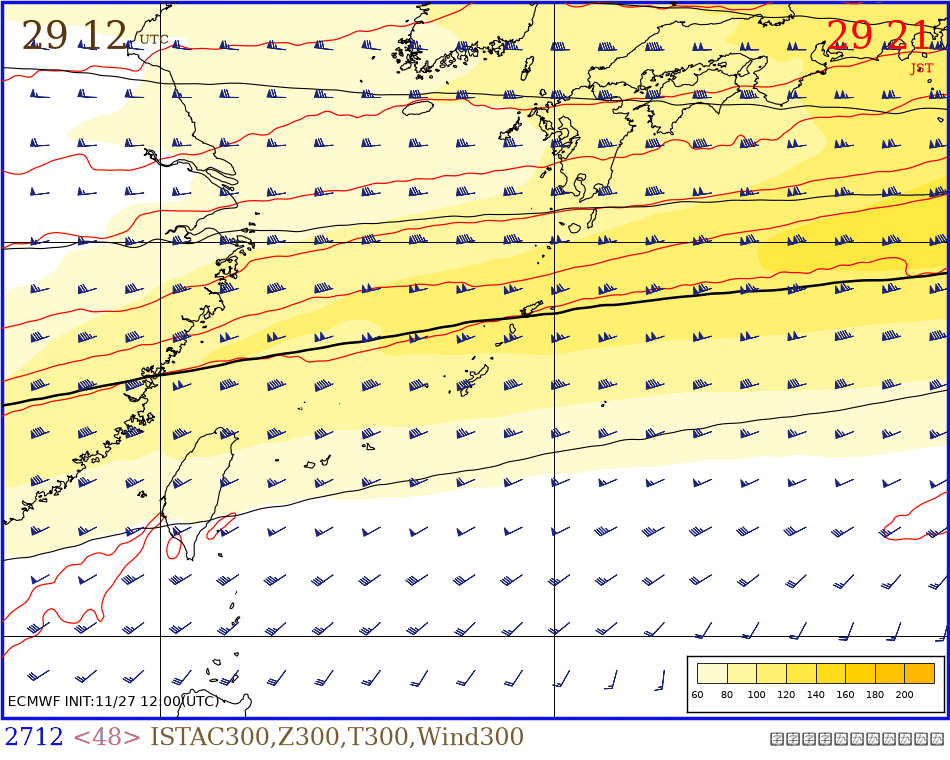 29 12 UTC
29 21
JST
60 80 100 120 140 160 180 200
ECMWF INIT:11/27 12:00(UTC)
2712 <48> ISTAC300,Z300,T300,Wind300